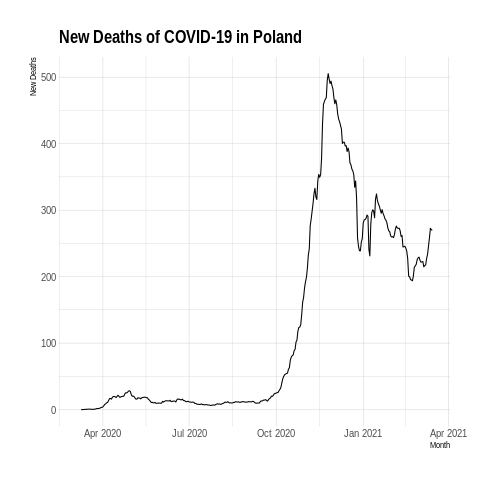 New Deaths of COVID-19 in Poland
New Deaths
500
400
300
200
100
0
Apr 2020
Jul 2020
Oct 2020
Jan 2021
Apr 2021
Month